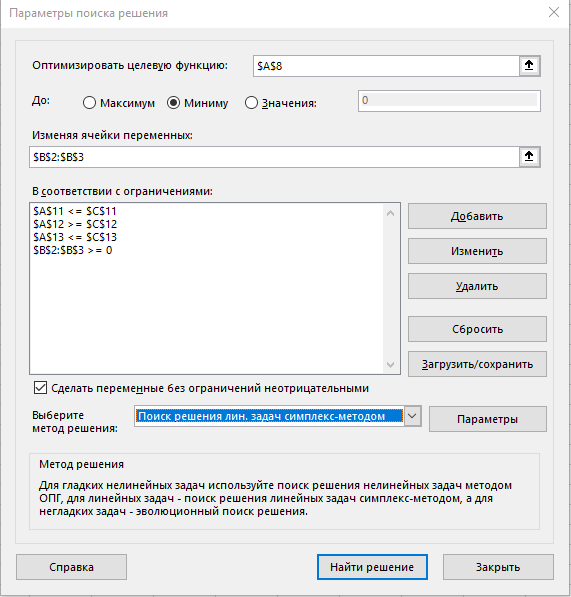 Параметры поиска решения
Оптимизировать целевую функцию: $A$8
До: Максимум Миниму Значения: 0
Изменяя ячейки переменных:
$B$2:$B$3
В соответствии с ограничениями:
$A$11 <= $C$11
$A$12 >= $C$12
$A$13 <= $C$13
$B$2:$B$3 >= 0
Добавить
Изменить
Удалить
Сбросить
Загрузить/сохранить
Сделать переменные без ограничений неотрицательными
Выберите
метод решения:
Поиск решения лин. задач симплекс-методом
Параметры
Метод решения
Для гладких нелинейных задач используйте поиск решения нелинейных задач методом
ОПГ, для линейных задач - поиск решения линейных задач симплекс-методом, а для
негладких задач - эволюционный поиск решения.
Справка
Найти решение
Закрыть